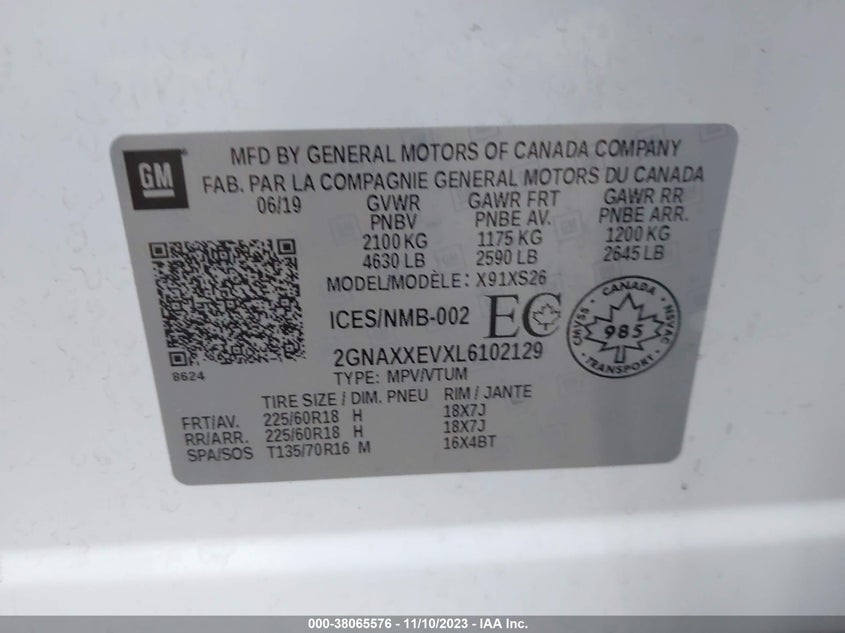 GM
MFD BY GENERAL MOTORS OF CANADA COMPANY
FAB. PAR LA COMPAGNIE GENERAL MOTORS DU CANADA
06/19 GVWR GAWR FRT GAWR RR
PNBV PNBE AV. PNBE ARR.
2100 KG 1175 KG 1200 KG
4630 LB 2590 LB 2645 LB
MODEL/MODÈLE: X91XS26
ICES/NMB-002 EC
CANADA
CMVSS 985 NSVAC
TRANSPORT
2GNAXXEVXL6102129
8624
TYPE: MPV/VTUM
TIRE SIZE / DIM. PNEU RIM / JANTE
FRT/AV. 225/60R18 H 18X7J
RR/ARR. 225/60R18 H 18X7J
SPA/SOS T135/70R16 M 16X4BT
000-38065576 — 11/10/2023 — IAA Inc.